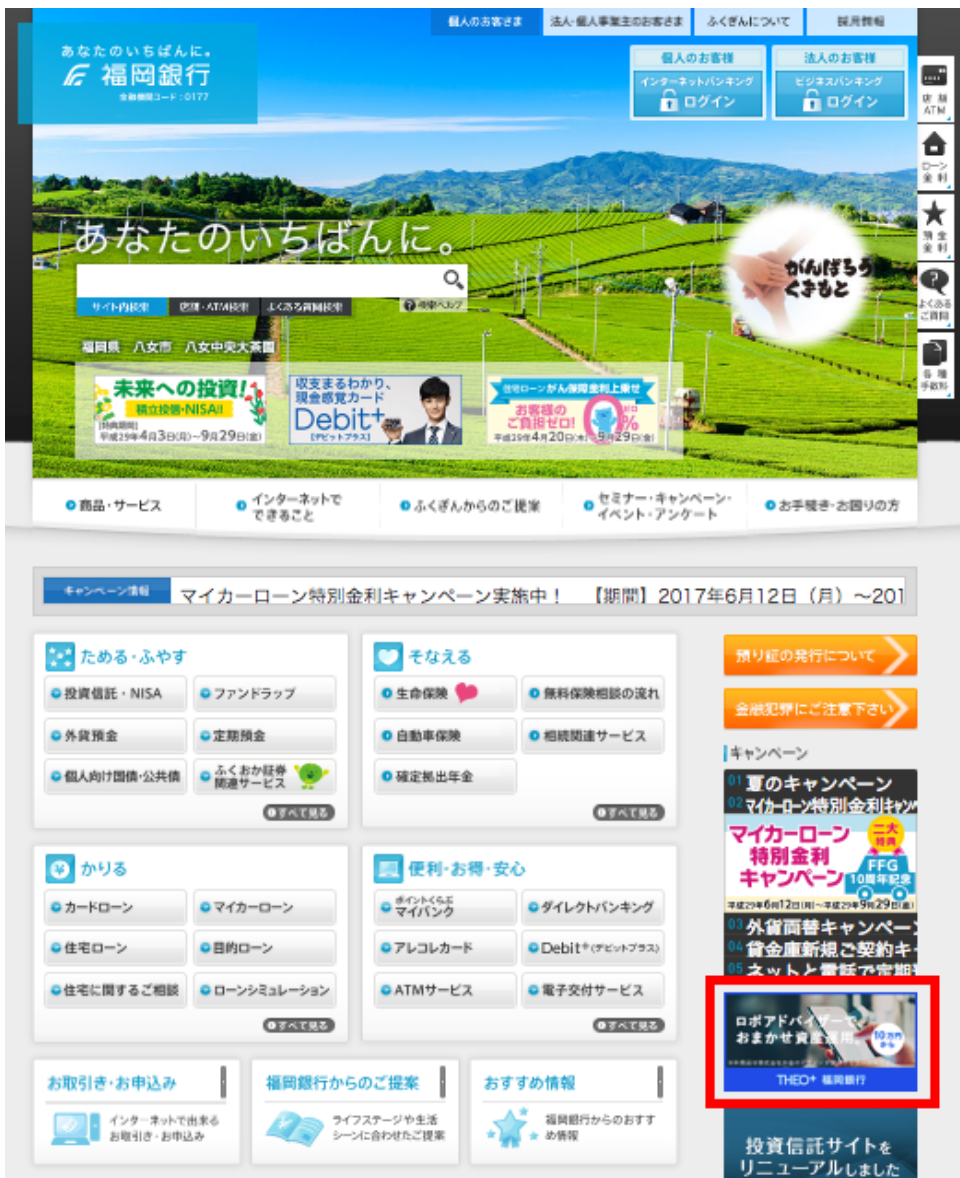 個人のお客さま
法人・個人事業主のお客さま
ふくぎんについて
採用情報
あなたのいちばんに。
福岡銀行
金融機関コード:0177
個人のお客様
インターネットバンキング
ログイン
法人のお客様
ビジネスバンキング
ログイン
店舗
ATM
ローン
金利
預金
金利
よくある
ご質問
各種
手数料
あなたのいちばんに。
がんばろう
くまもと
サイト内検索
店舗・ATM検索
よくある質問検索
検索ヘルプ
福岡県 八女市 八女中央大茶園
未来への投資!
積立投信・NISA!!
[特典期間]
平成29年4月3日(月)~9月29日(金)
収支まるわかり、
現金感覚カード
Debit+
[デビットプラス]
住宅ローンがん保障金利上乗せ
お客様の
ご負担ゼロ!
0%
ゼロ
平成29年4月20日(木)~9月29日(金)
商品・サービス
インターネットで
できること
ふくぎんからのご提案
セミナー・キャンペーン・
イベント・アンケート
お手続き・お困りの方
キャンペーン情報
マイカーローン特別金利キャンペーン実施中! 【期間】2017年6月12日(月)~201
ためる・ふやす
投資信託・NISA
ファンドラップ
外貨預金
定期預金
個人向け国債・公共債
ふくおか証券
関連サービス
すべて見る
そなえる
生命保険
無料保険相談の流れ
自動車保険
相続関連サービス
確定拠出年金
すべて見る
預り証の発行について
金融犯罪にご注意下さい
キャンペーン
01 夏のキャンペーン
02 マイカーローン特別金利キャン
マイカーローン
特別金利
キャンペーン
二大
特典
FFG
10周年記念
平成29年6月12日(月)~平成29年9月29日(金)
03 外貨両替キャンペーン
04 貸金庫新規ご契約キ
05 ネットと電話で定期
かりる
カードローン
マイカーローン
住宅ローン
目的ローン
住宅に関するご相談
ローンシミュレーション
すべて見る
便利・お得・安心
ポイントくらぶ
マイバンク
ダイレクトバンキング
アレコレカード
Debit+(デビットプラス)
ATMサービス
電子交付サービス
すべて見る
ロボアドバイザーで、
おまかせ資産運用。
10万円
から
THEO+ 福岡銀行
お取引き・お申込み
インターネットで出来る
お取引き・お申込み
福岡銀行からのご提案
ライフステージや生活
シーンに合わせたご提案
おすすめ情報
福岡銀行からのおすす
め情報
投資信託サイトを
リニューアルしました